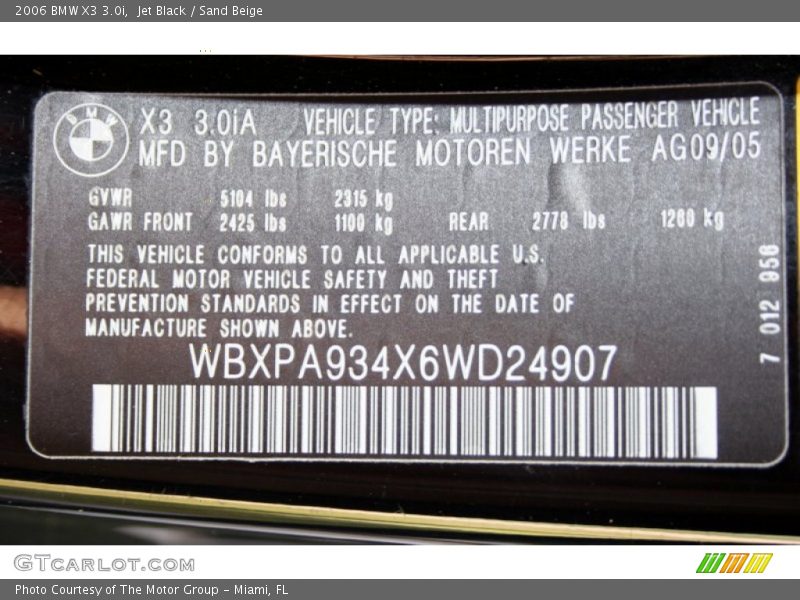 2006 BMW X3 3.0i, Jet Black / Sand Beige
BMW
X3 3.0iA VEHICLE TYPE: MULTIPURPOSE PASSENGER VEHICLE
MFD BY BAYERISCHE MOTOREN WERKE AG09/05
GVWR 5104 lbs 2315 kg
GAWR FRONT 2425 lbs 1100 kg REAR 2778 lbs 1260 kg
THIS VEHICLE CONFORMS TO ALL APPLICABLE U.S.
FEDERAL MOTOR VEHICLE SAFETY AND THEFT
PREVENTION STANDARDS IN EFFECT ON THE DATE OF
MANUFACTURE SHOWN ABOVE.
WBXPA934X6WD24907
7 012 958
GTCARLOT.COM
Photo Courtesy of The Motor Group - Miami, FL